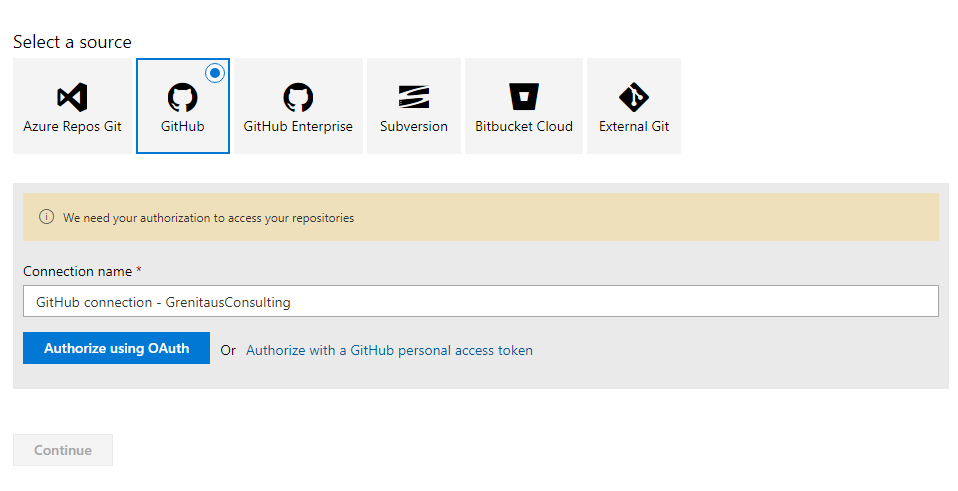 Select a source
Azure Repos Git
GitHub
GitHub Enterprise
Subversion
Bitbucket Cloud
External Git
We need your authorization to access your repositories
Connection name *
GitHub connection - GrenitausConsulting
Authorize using OAuth Or Authorize with a GitHub personal access token
Continue